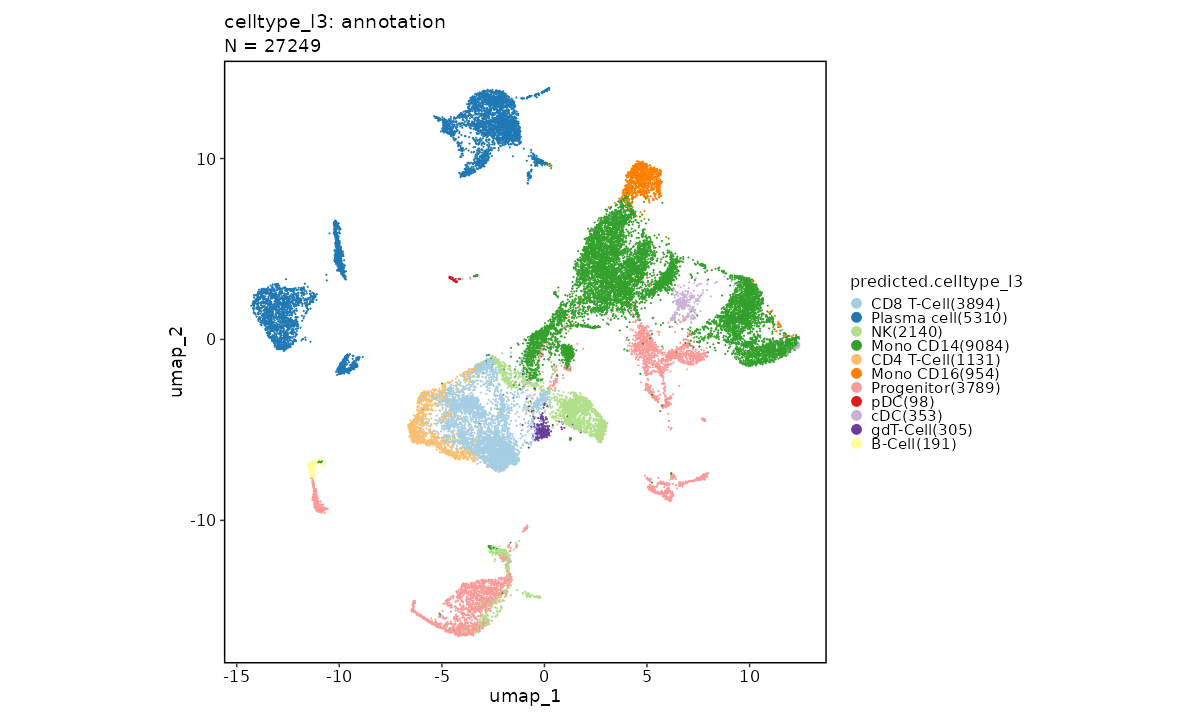 celltype_l3: annotation
N = 27249
10
0
-10
umap_2
-15
-10
-5
0
5
10
umap_1
predicted.celltype_l3
CD8 T-Cell(3894)
Plasma cell(5310)
NK(2140)
Mono CD14(9084)
CD4 T-Cell(1131)
Mono CD16(954)
Progenitor(3789)
pDC(98)
cDC(353)
gdT-Cell(305)
B-Cell(191)